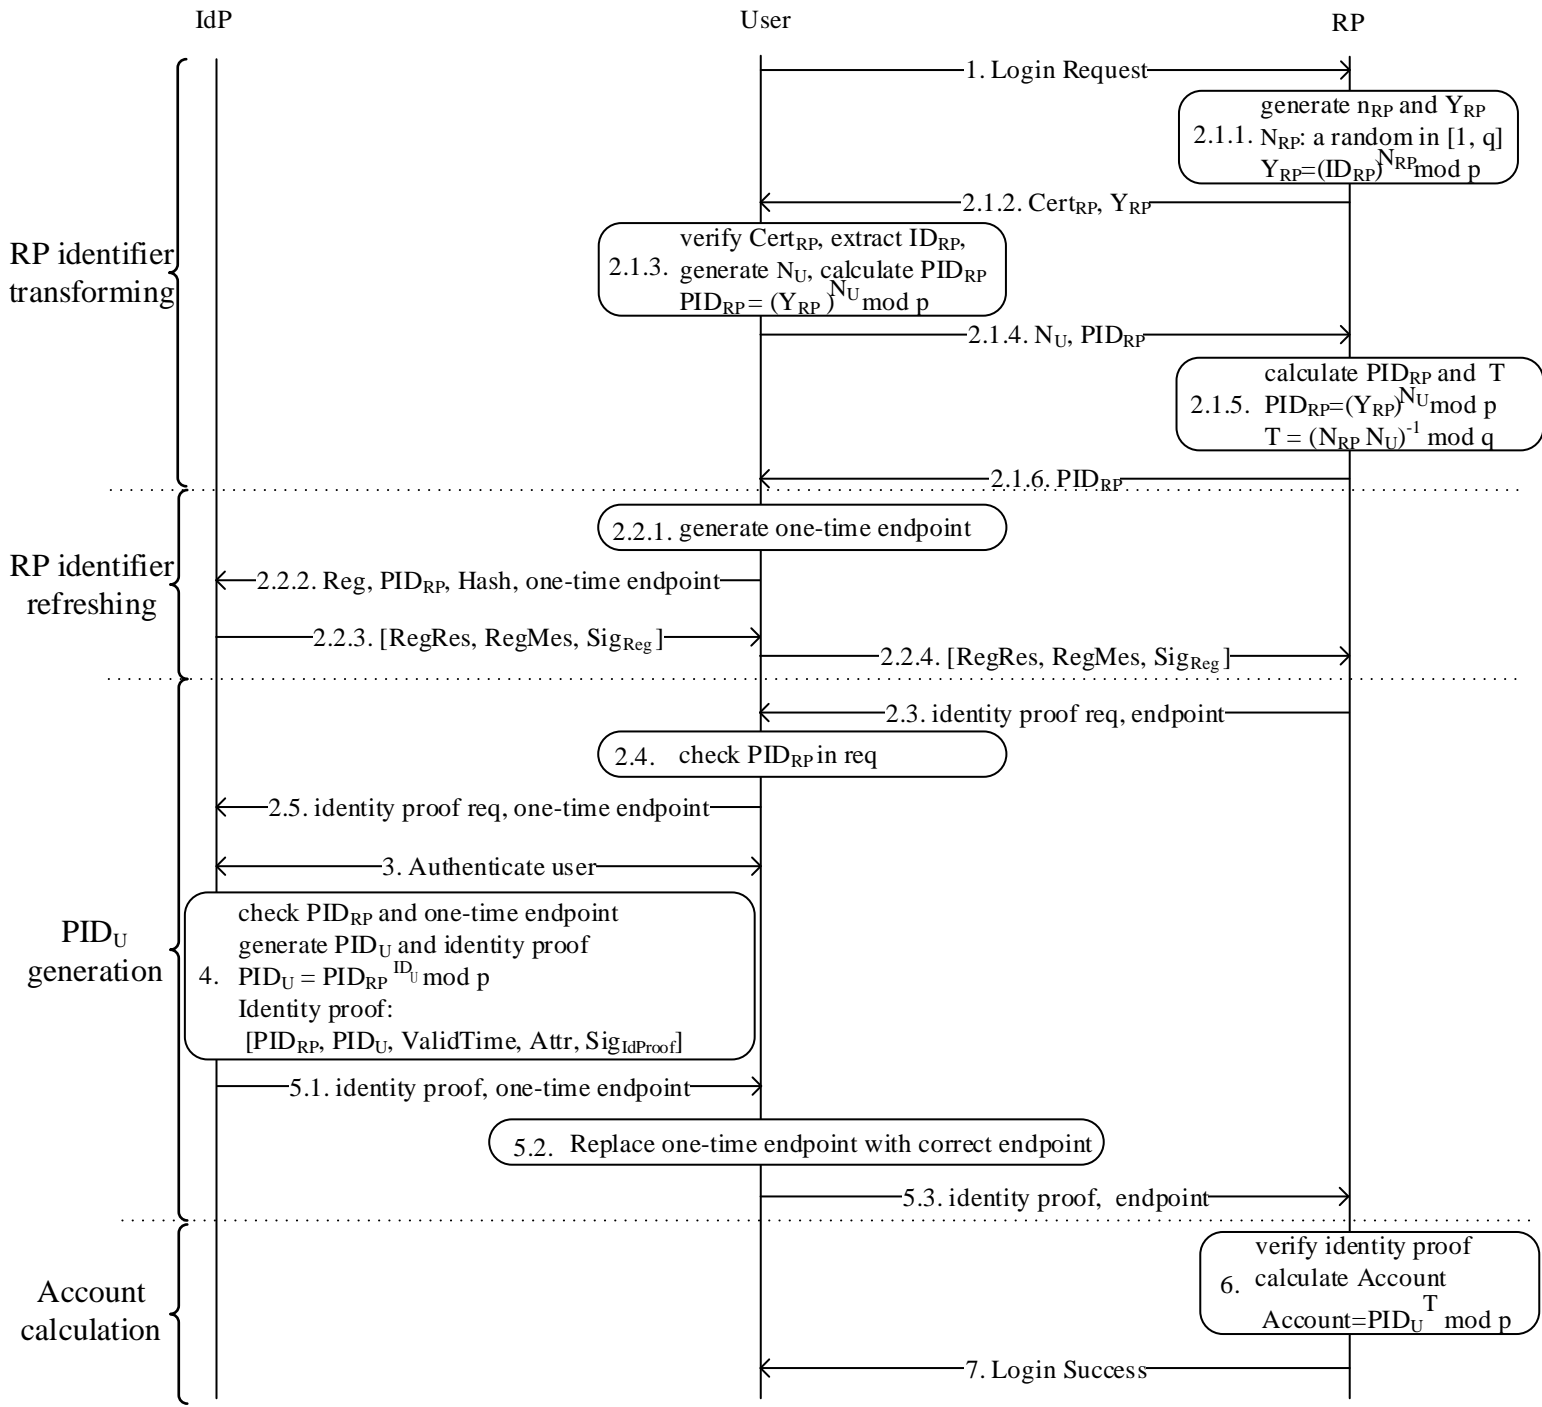 IdP
User
RP
1. Login Request
generate nRP and YRP
2.1.1. NRP: a random in [1, q]
YRP=(IDRP)^NRP mod p
2.1.2. CertRP, YRP
RP identifier
transforming
verify CertRP, extract IDRP,
2.1.3. generate NU, calculate PIDRP
PIDRP = (YRP )^NU mod p
2.1.4. NU, PIDRP
calculate PIDRP and T
2.1.5. PIDRP=(YRP)^NU mod p
T = (NRP NU)^-1 mod q
2.1.6. PIDRP
RP identifier
refreshing
2.2.1. generate one-time endpoint
2.2.2. Reg, PIDRP, Hash, one-time endpoint
2.2.3. [RegRes, RegMes, SigReg]
2.2.4. [RegRes, RegMes, SigReg]
2.3. identity proof req, endpoint
2.4. check PIDRP in req
2.5. identity proof req, one-time endpoint
3. Authenticate user
PIDU
generation
check PIDRP and one-time endpoint
generate PIDU and identity proof
4. PIDU = PIDRP ^IDU mod p
Identity proof:
[PIDRP, PIDU, ValidTime, Attr, SigIdProof]
5.1. identity proof, one-time endpoint
5.2. Replace one-time endpoint with correct endpoint
5.3. identity proof, endpoint
Account
calculation
verify identity proof
6. calculate Account
Account=PIDU^T mod p
7. Login Success